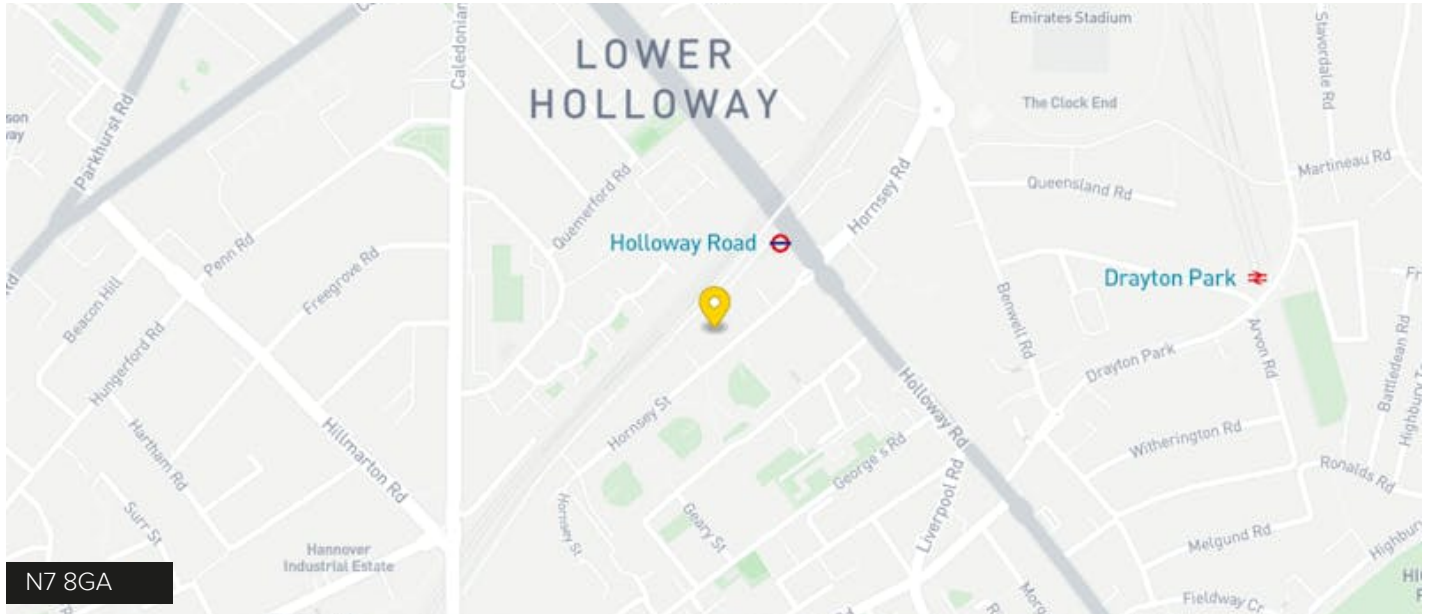 Emirates Stadium
LOWER
HOLLOWAY
Caledonian
Stavordale Rd
The Clock End
Parkhurst Rd
Martineau Rd
Quemerford Rd
Hornsey Rd
Queensland Rd
Penn Rd
Holloway Road
Freegrove Rd
Drayton Park
Beacon Hill
Benwell Rd
Hungerford Rd
Arvon Rd
Drayton Park
Battledean Rd
Holloway Rd
Hornsey St
Hartham Rd
Hillmarton Rd
Witherington Rd
George's Rd
Liverpool Rd
Ronalds Rd
Surr St
Hornsey St
Geary St
Melgund Rd
Highbury
Hannover
Industrial Estate
N7 8GA
Fieldway Cr